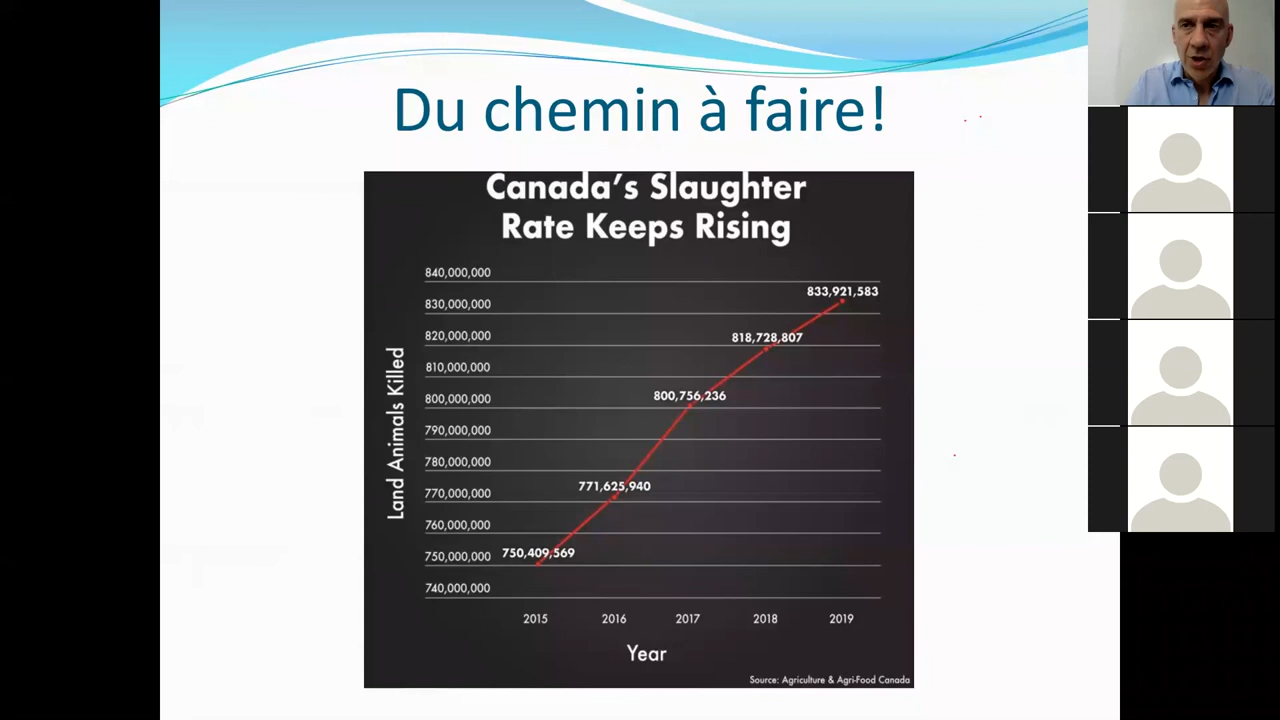 Du chemin à faire!
Canada's Slaughter
Rate Keeps Rising
840,000,000
833,921,583
830,000,000
820,000,000
818,728,807
810,000,000
800,000,000
800,756,236
790,000,000
780,000,000
771,625,940
770,000,000
760,000,000
750,000,000
750,409,569
740,000,000
Land Animals Killed
2015 2016 2017 2018 2019
Year
Source: Agriculture & Agri-Food Canada